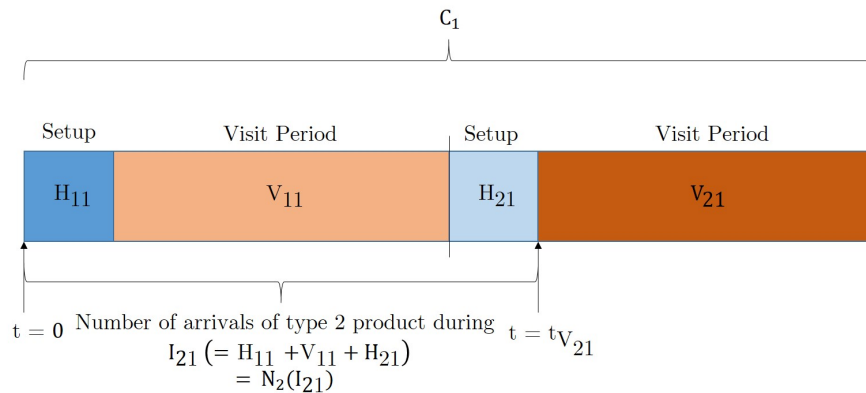 C₁
Setup Visit Period Setup Visit Period
H₁₁ V₁₁ H₂₁ V₂₁
t = 0 Number of arrivals of type 2 product during t = t_V₂₁
I₂₁ (= H₁₁ +V₁₁ + H₂₁)
= N₂(I₂₁)